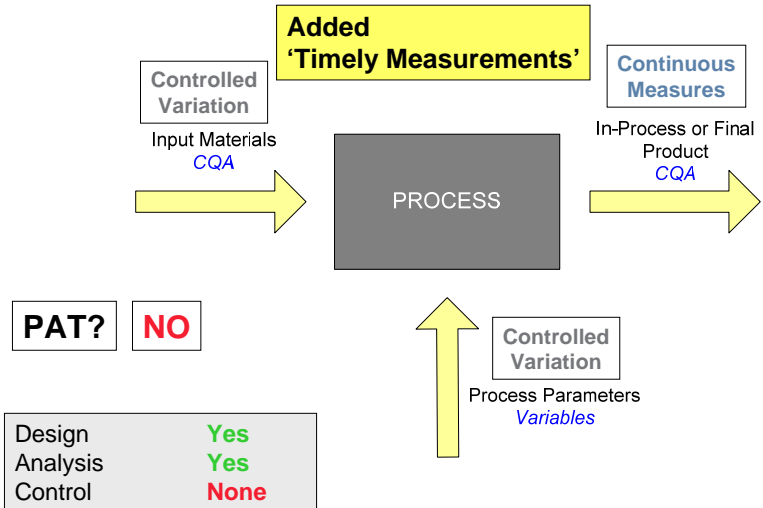 Added
‘Timely Measurements’
Controlled
Variation
Input Materials
CQA
Continuous
Measures
In-Process or Final
Product
CQA
PROCESS
PAT?
NO
Controlled
Variation
Process Parameters
Variables
Design Yes
Analysis Yes
Control None